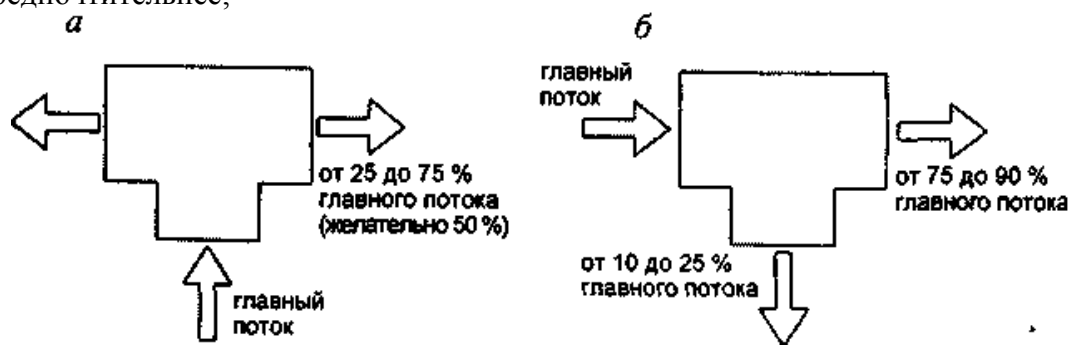 а
б
главный
поток
от 25 до 75 %
главного потока
(желательно 50 %)
от 75 до 90 %
главного потока
от 10 до 25 %
главного потока
главный
поток